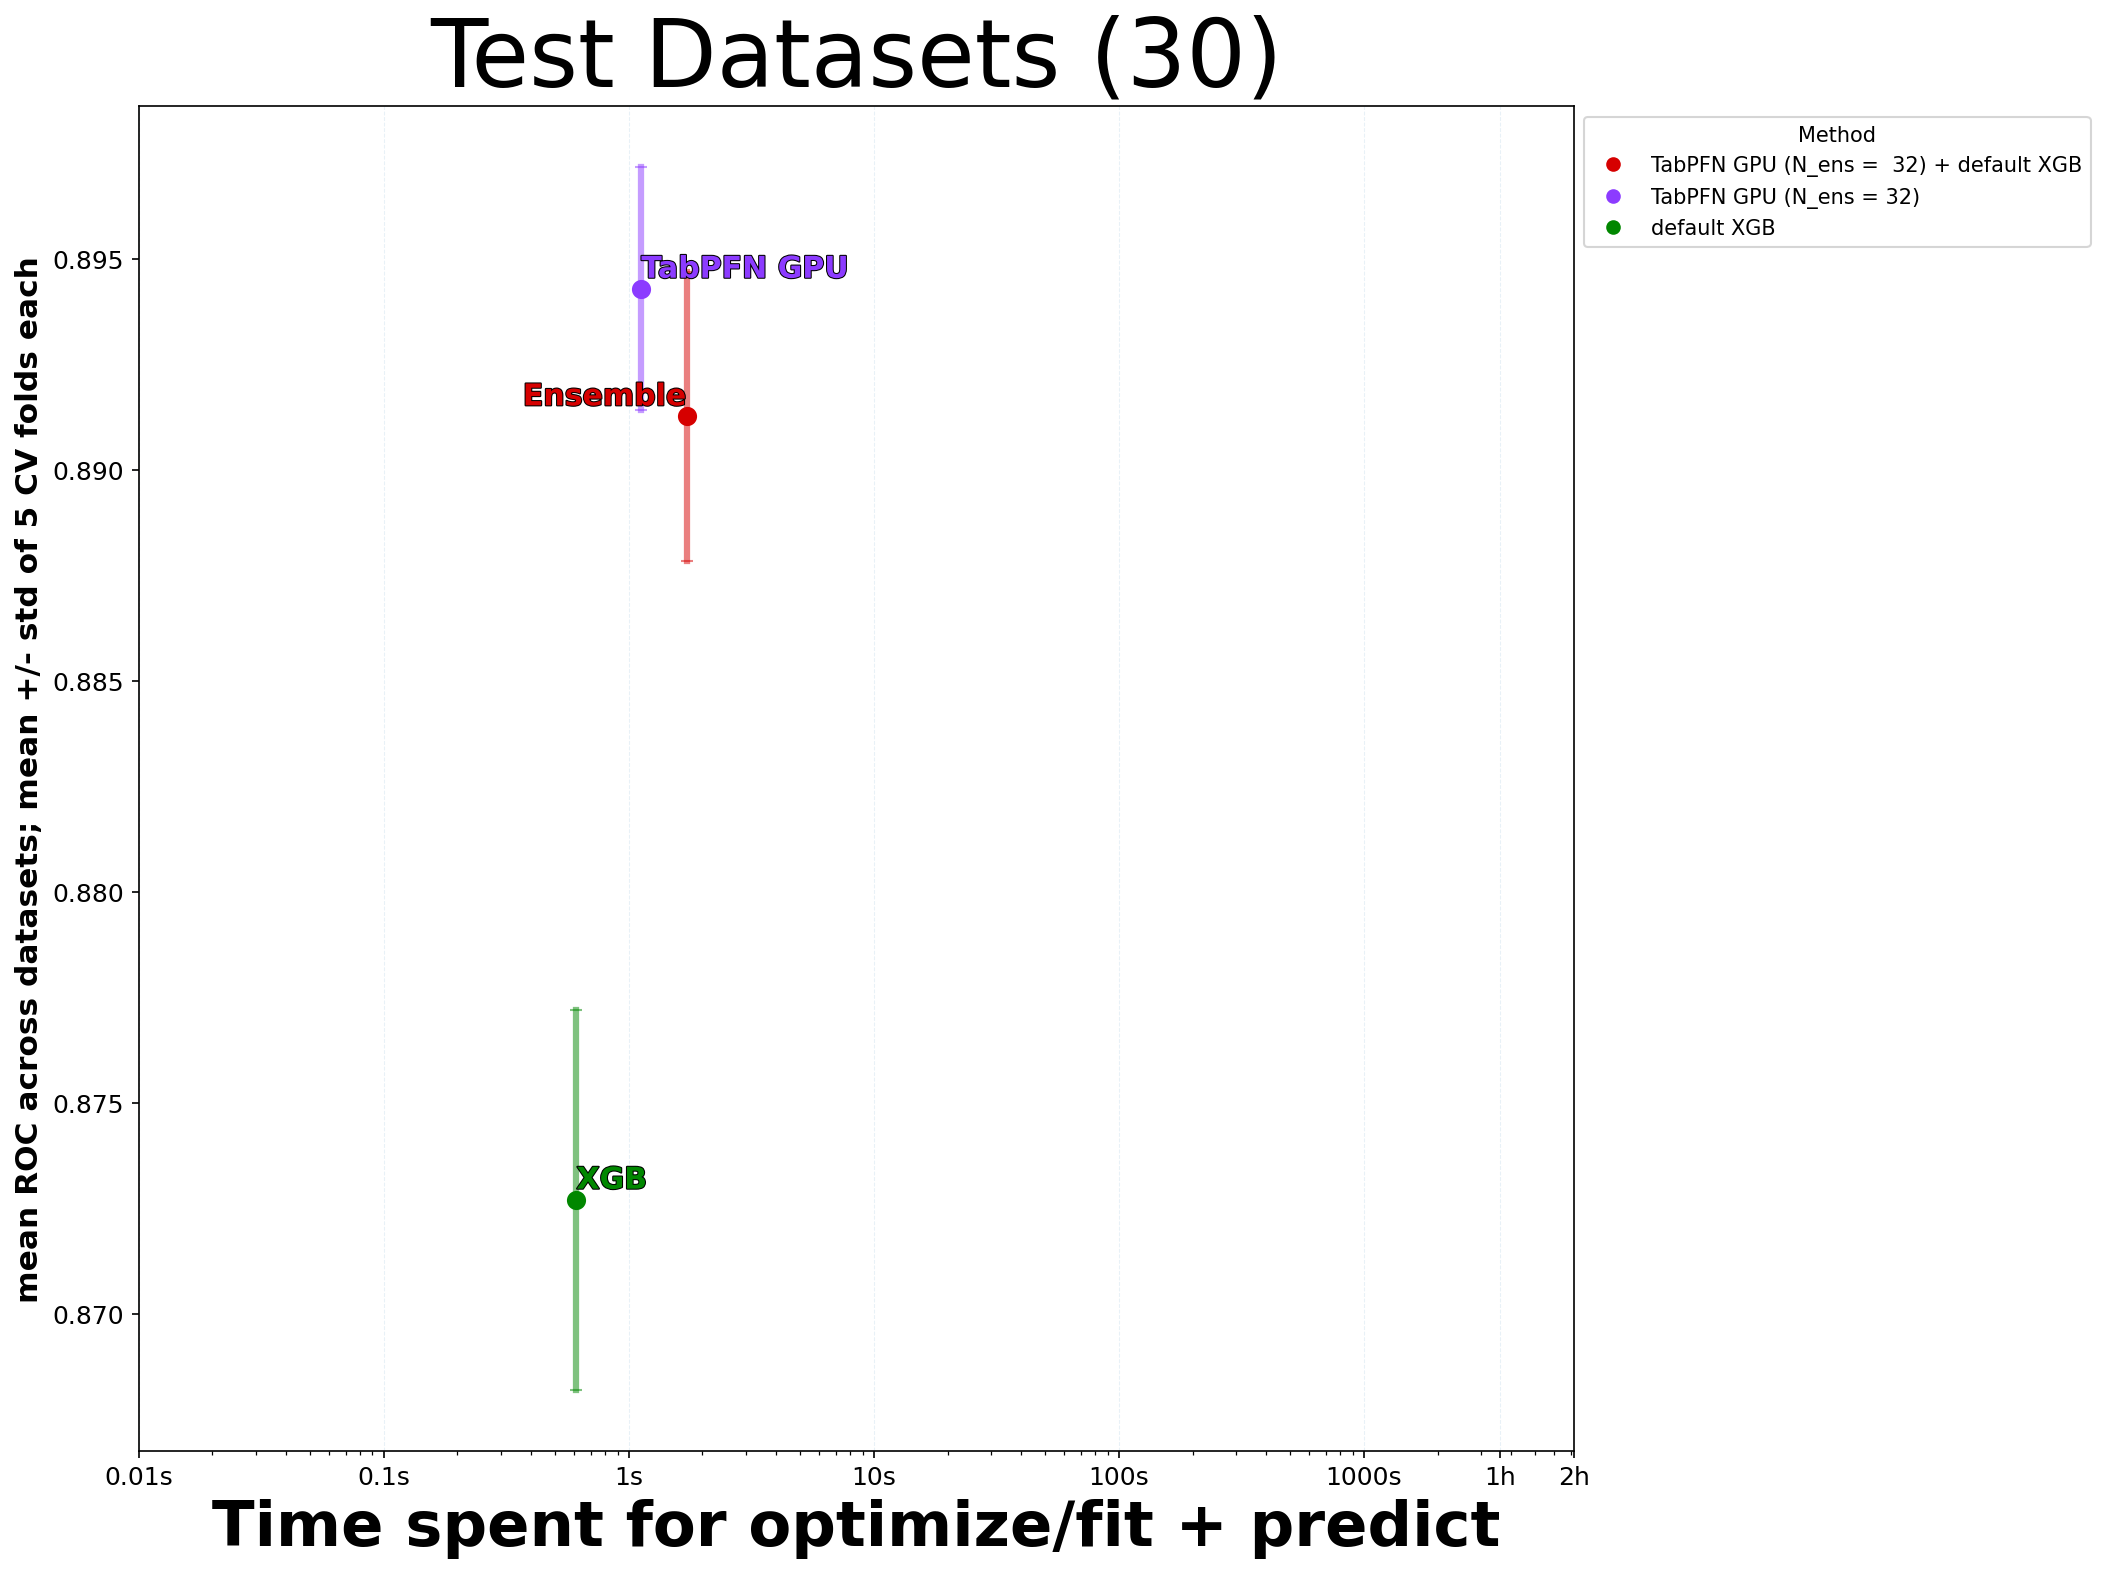 Test Datasets (30)
Method
TabPFN GPU (N_ens =  32) + default XGB
TabPFN GPU (N_ens = 32)
default XGB
mean ROC across datasets; mean +/- std of 5 CV folds each
0.895
0.890
0.885
0.880
0.875
0.870
TabPFN GPU
Ensemble
XGB
0.01s 0.1s 1s 10s 100s 1000s 1h 2h
Time spent for optimize/fit + predict